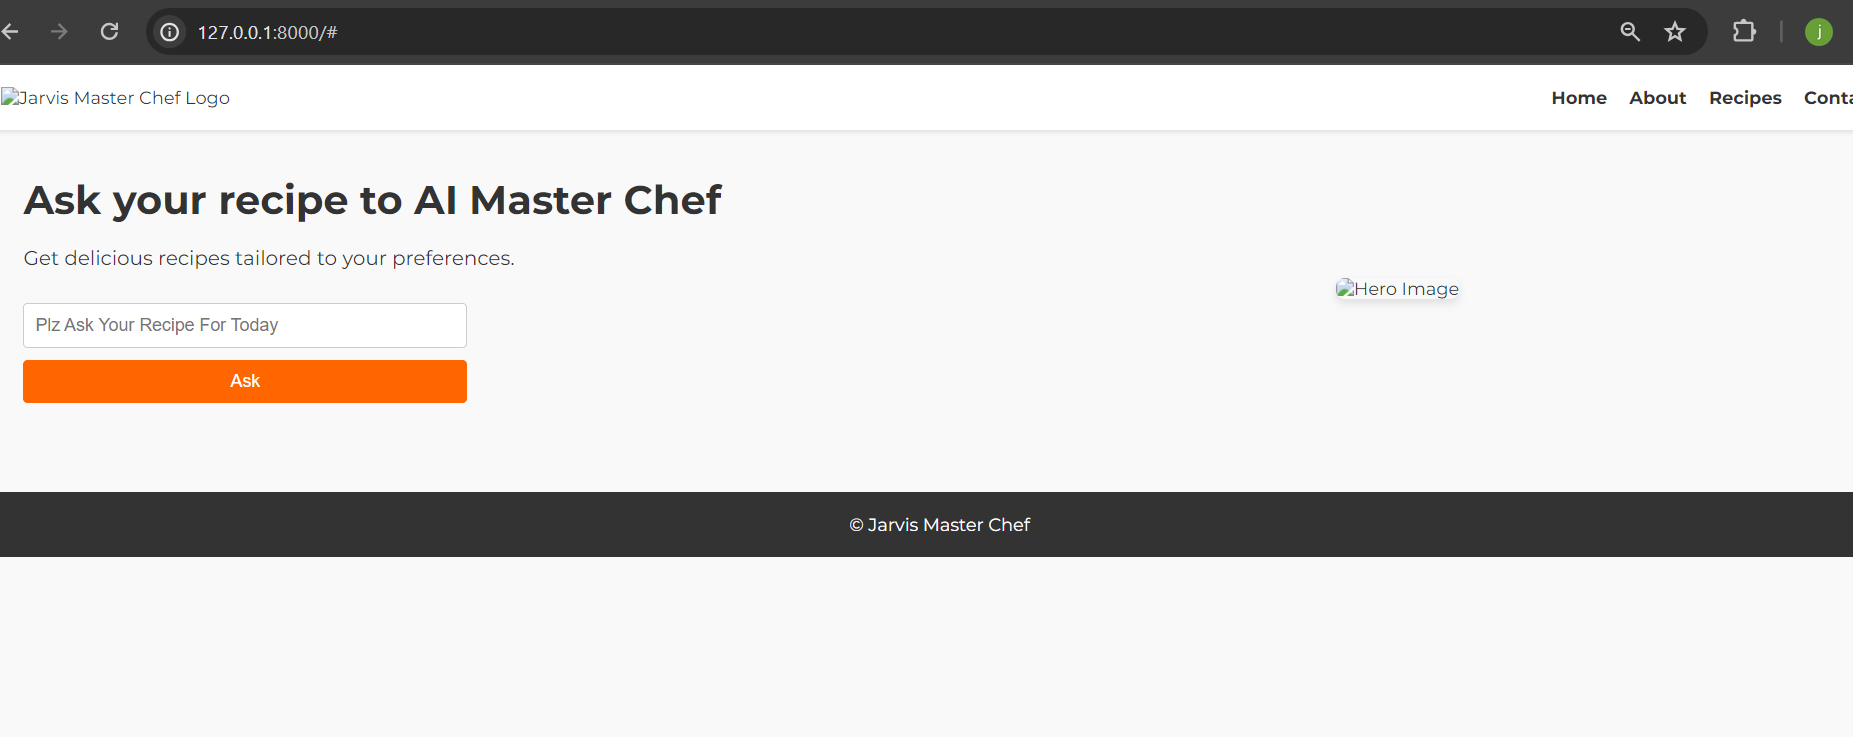 127.0.0.1:8000/#
j
Jarvis Master Chef Logo
Home About Recipes Conta
Ask your recipe to AI Master Chef
Get delicious recipes tailored to your preferences.
Hero Image
Plz Ask Your Recipe For Today
Ask
© Jarvis Master Chef